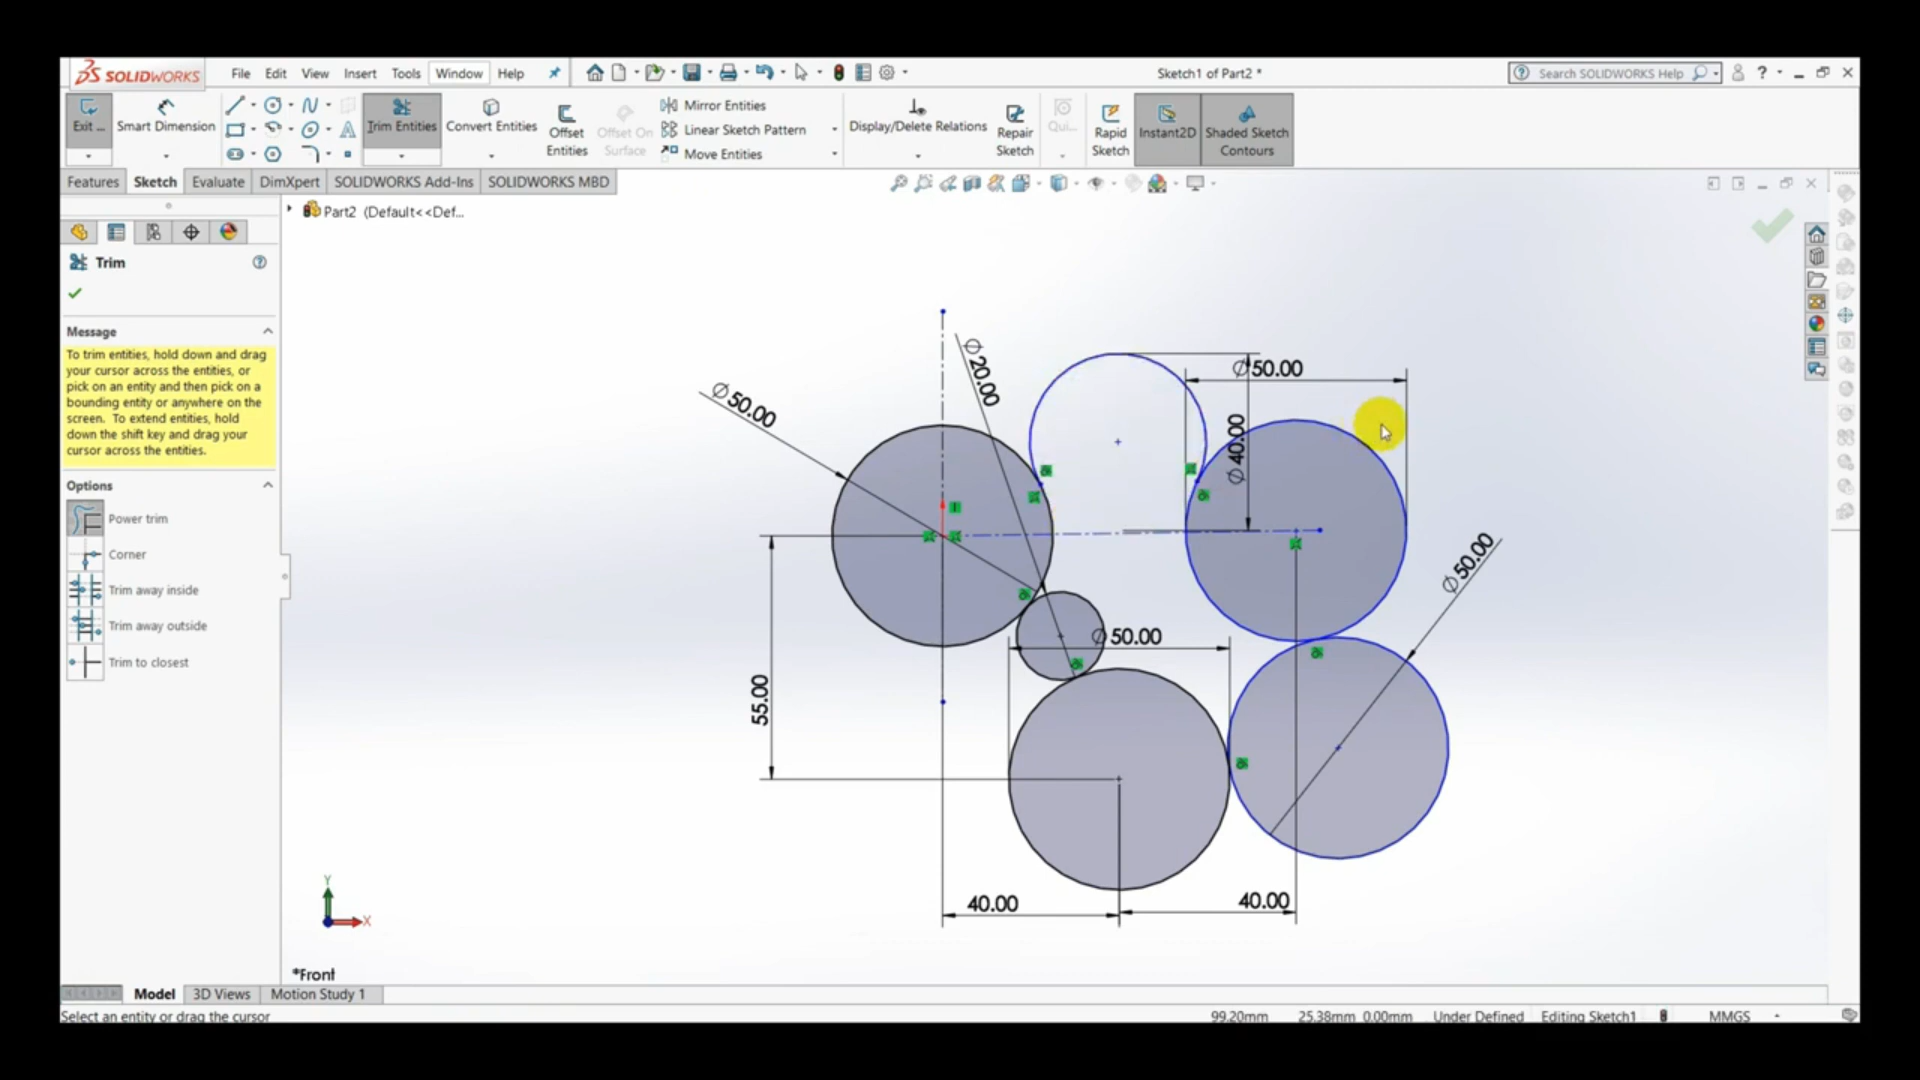 SOLIDWORKS File Edit View Insert Tools Window Help Sketch1 of Part2 * Search SOLIDWORKS Help ?
Exit ... Smart Dimension Trim Entities Convert Entities Offset Entities Offset On Surface Mirror Entities Linear Sketch Pattern Move Entities Display/Delete Relations Repair Sketch Qui... Rapid Sketch Instant2D Shaded Sketch Contours
Features Sketch Evaluate DimXpert SOLIDWORKS Add-Ins SOLIDWORKS MBD
Part2 (Default<<Def...
Trim
Message
To trim entities, hold down and drag
your cursor across the entities, or
pick on an entity and then pick on a
bounding entity or anywhere on the
screen. To extend entities, hold
down the shift key and drag your
cursor across the entities.
Options
Power trim
Corner
Trim away inside
Trim away outside
Trim to closest
∅50.00
∅20.00
∅50.00
∅40.00
∅50.00
∅50.00
55.00
40.00
40.00
Y
X
*Front
Model 3D Views Motion Study 1
Select an entity or drag the cursor 99.20mm 25.38mm 0.00mm Under Defined Editing Sketch1 MMGS